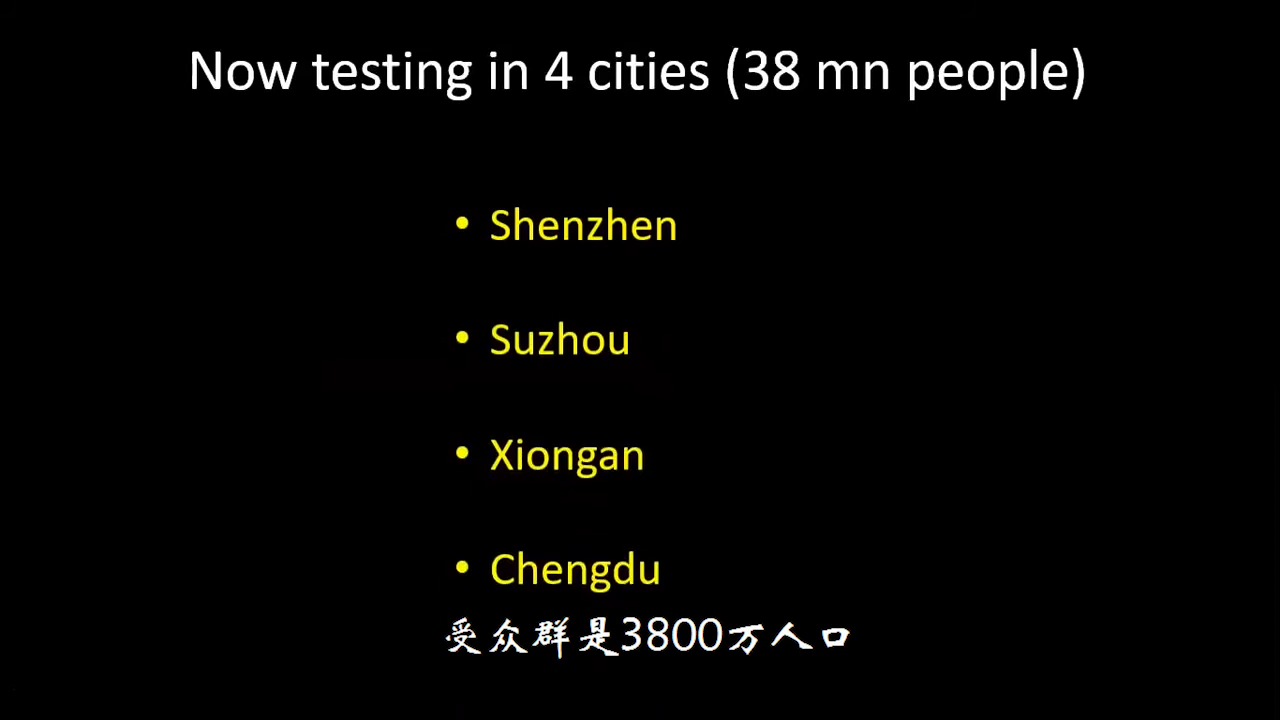 Now testing in 4 cities (38 mn people)
• Shenzhen
• Suzhou
• Xiongan
• Chengdu
受众群是3800万人口